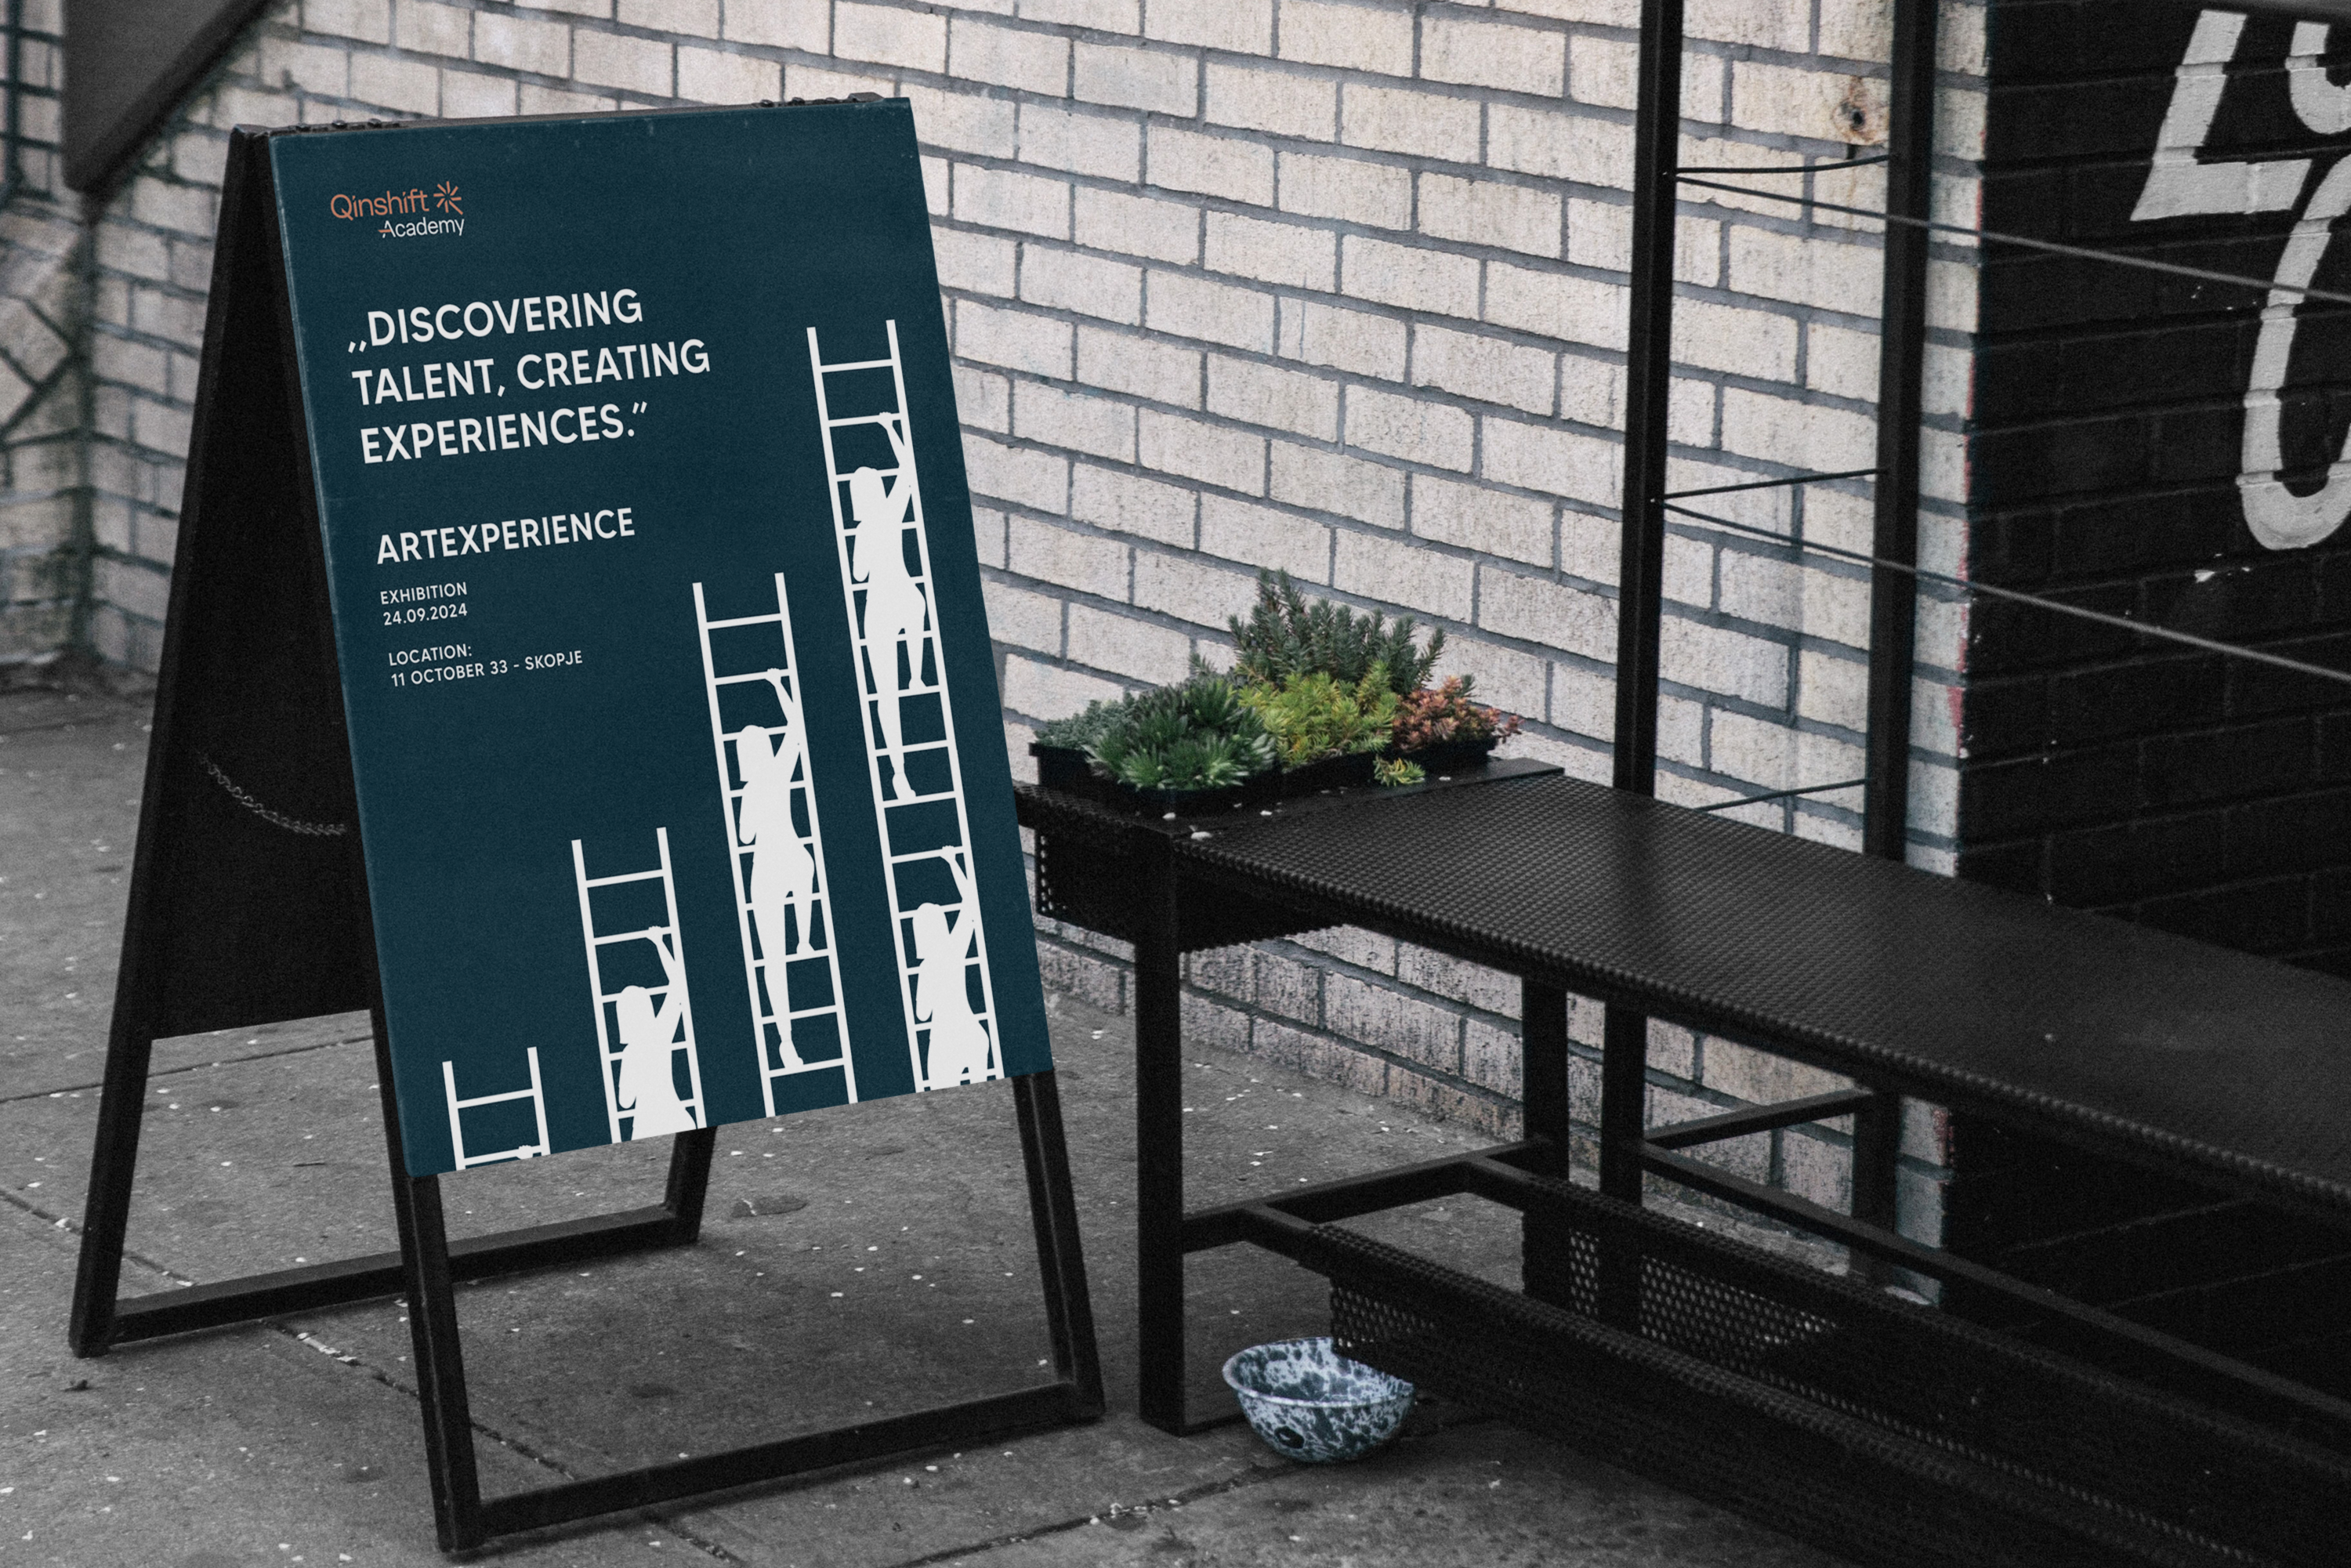 Qinshift
Academy
,,DISCOVERING
TALENT, CREATING
EXPERIENCES.”
ARTEXPERIENCE
EXHIBITION
24.09.2024
LOCATION:
11 OCTOBER 33 - SKOPJE